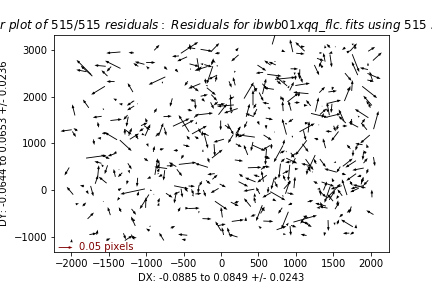 r plot of 515/515 residuals: Residuals for ibwb01xqq_flc.fits using 515
3000
2000
1000
0
−1000
DY: -0.0644 to 0.0653 +/- 0.0236
0.05 pixels
−2000 −1500 −1000 −500 0 500 1000 1500 2000
DX: -0.0885 to 0.0849 +/- 0.0243